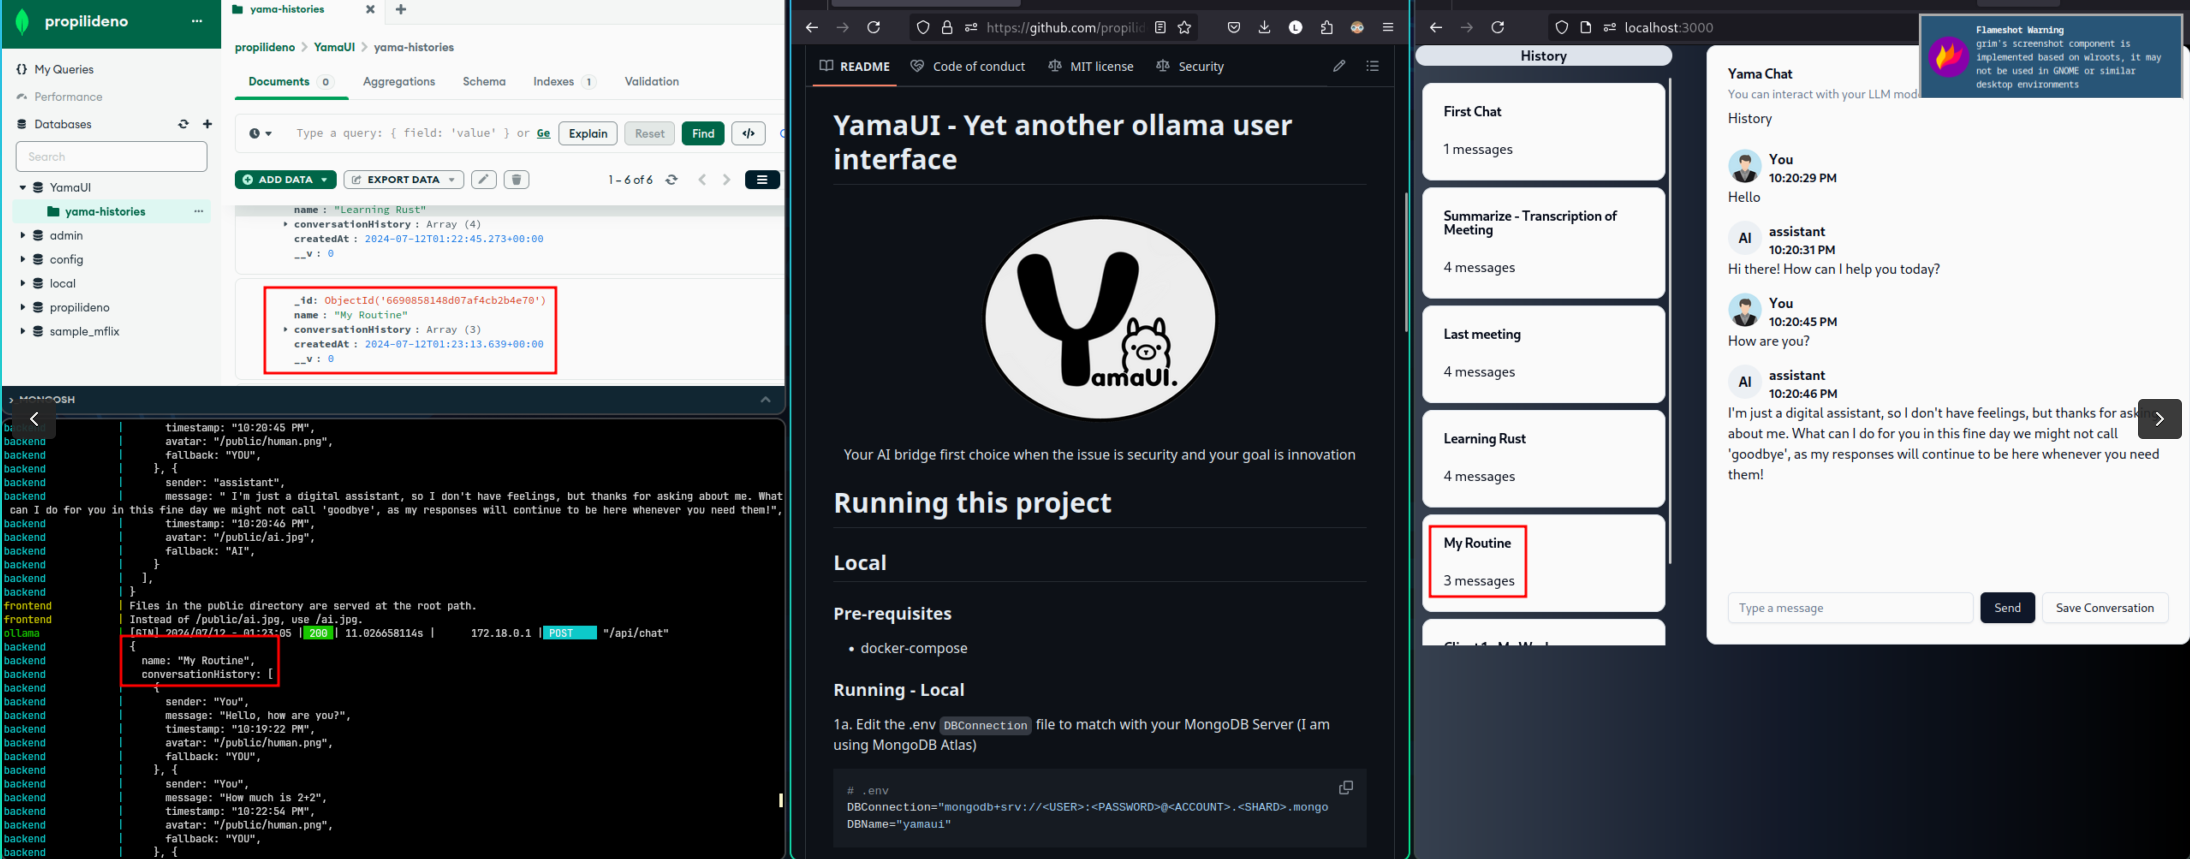 propilideno
My Queries
Performance
Databases
Search
YamaUI
yama-histories
admin
config
local
propilideno
sample_mflix
yama-histories
propilideno > YamaUI > yama-histories
Documents 0 Aggregations Schema Indexes 1 Validation
Type a query: { field: 'value' } or Ge Explain Reset Find </>
ADD DATA EXPORT DATA 1 – 6 of 6
name : "Learning Rust"
conversationHistory : Array (4)
createdAt : 2024-07-12T01:22:45.273+00:00
__v : 0
_id: ObjectId('6690858148d07af4cb2b4e70')
name : "My Routine"
conversationHistory : Array (3)
createdAt : 2024-07-12T01:23:13.639+00:00
__v : 0
>_MONGOSH
backend | timestamp: "10:20:45 PM",
backend | avatar: "/public/human.png",
backend | fallback: "YOU",
backend | }, {
backend | sender: "assistant",
backend | message: " I'm just a digital assistant, so I don't have feelings, but thanks for asking about me. What
can I do for you in this fine day we might not call 'goodbye', as my responses will continue to be here whenever you need them!",
backend | timestamp: "10:20:46 PM",
backend | avatar: "/public/ai.jpg",
backend | fallback: "AI",
backend | }
backend | ],
backend | }
frontend | Files in the public directory are served at the root path.
frontend | Instead of /public/ai.jpg, use /ai.jpg.
ollama | [GIN] 2024/07/12 - 01:23:05 | 200 | 11.026658114s | 172.18.0.1 | POST "/api/chat"
backend | {
backend | name: "My Routine",
backend | conversationHistory: [
backend | {
backend | sender: "You",
backend | message: "Hello, how are you?",
backend | timestamp: "10:19:22 PM",
backend | avatar: "/public/human.png",
backend | fallback: "YOU",
backend | }, {
backend | sender: "You",
backend | message: "How much is 2+2",
backend | timestamp: "10:22:54 PM",
backend | avatar: "/public/human.png",
backend | fallback: "YOU",
backend | }, {
https://github.com/propilid
README Code of conduct MIT license Security
YamaUI - Yet another ollama user
interface
YamaUI.
Your AI bridge first choice when the issue is security and your goal is innovation
Running this project
Local
Pre-requisites
• docker-compose
Running - Local
1a. Edit the .env DBConnection file to match with your MongoDB Server (I am
using MongoDB Atlas)
# .env
DBConnection="mongodb+srv://<USER>:<PASSWORD>@<ACCOUNT>.<SHARD>.mongo
DBName="yamaui"
localhost:3000
Flameshot Warning
grim's screenshot component is
implemented based on wlroots, it may
not be used in GNOME or similar
desktop environments
History
First Chat
1 messages
Summarize - Transcription of
Meeting
4 messages
Last meeting
4 messages
Learning Rust
4 messages
My Routine
3 messages
Yama Chat
You can interact with your LLM mode
History
You
10:20:29 PM
Hello
AI assistant
10:20:31 PM
Hi there! How can I help you today?
You
10:20:45 PM
How are you?
AI assistant
10:20:46 PM
I'm just a digital assistant, so I don't have feelings, but thanks for asking
about me. What can I do for you in this fine day we might not call
'goodbye', as my responses will continue to be here whenever you need
them!
Type a message Send Save Conversation